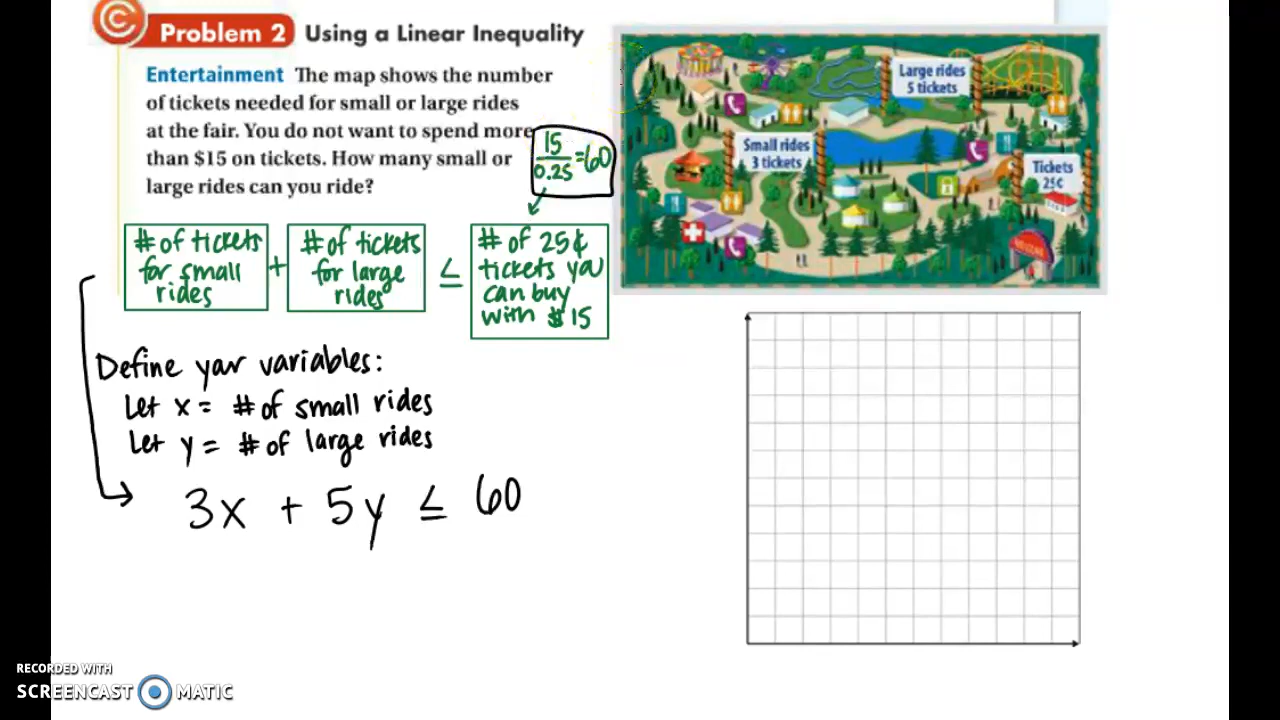 Problem 2 Using a Linear Inequality
Entertainment The map shows the number
of tickets needed for small or large rides
at the fair. You do not want to spend more
than $15 on tickets. How many small or
large rides can you ride?
15
0.25
=60
Large rides
5 tickets
Small rides
3 tickets
Tickets
25¢
# of tickets
for small
rides
+
# of tickets
for large
rides
≤
# of 25¢
tickets you
can buy
with $15
Define your variables:
Let x = # of small rides
Let y = # of large rides
3x + 5y ≤ 60
RECORDED WITH
SCREENCAST MATIC